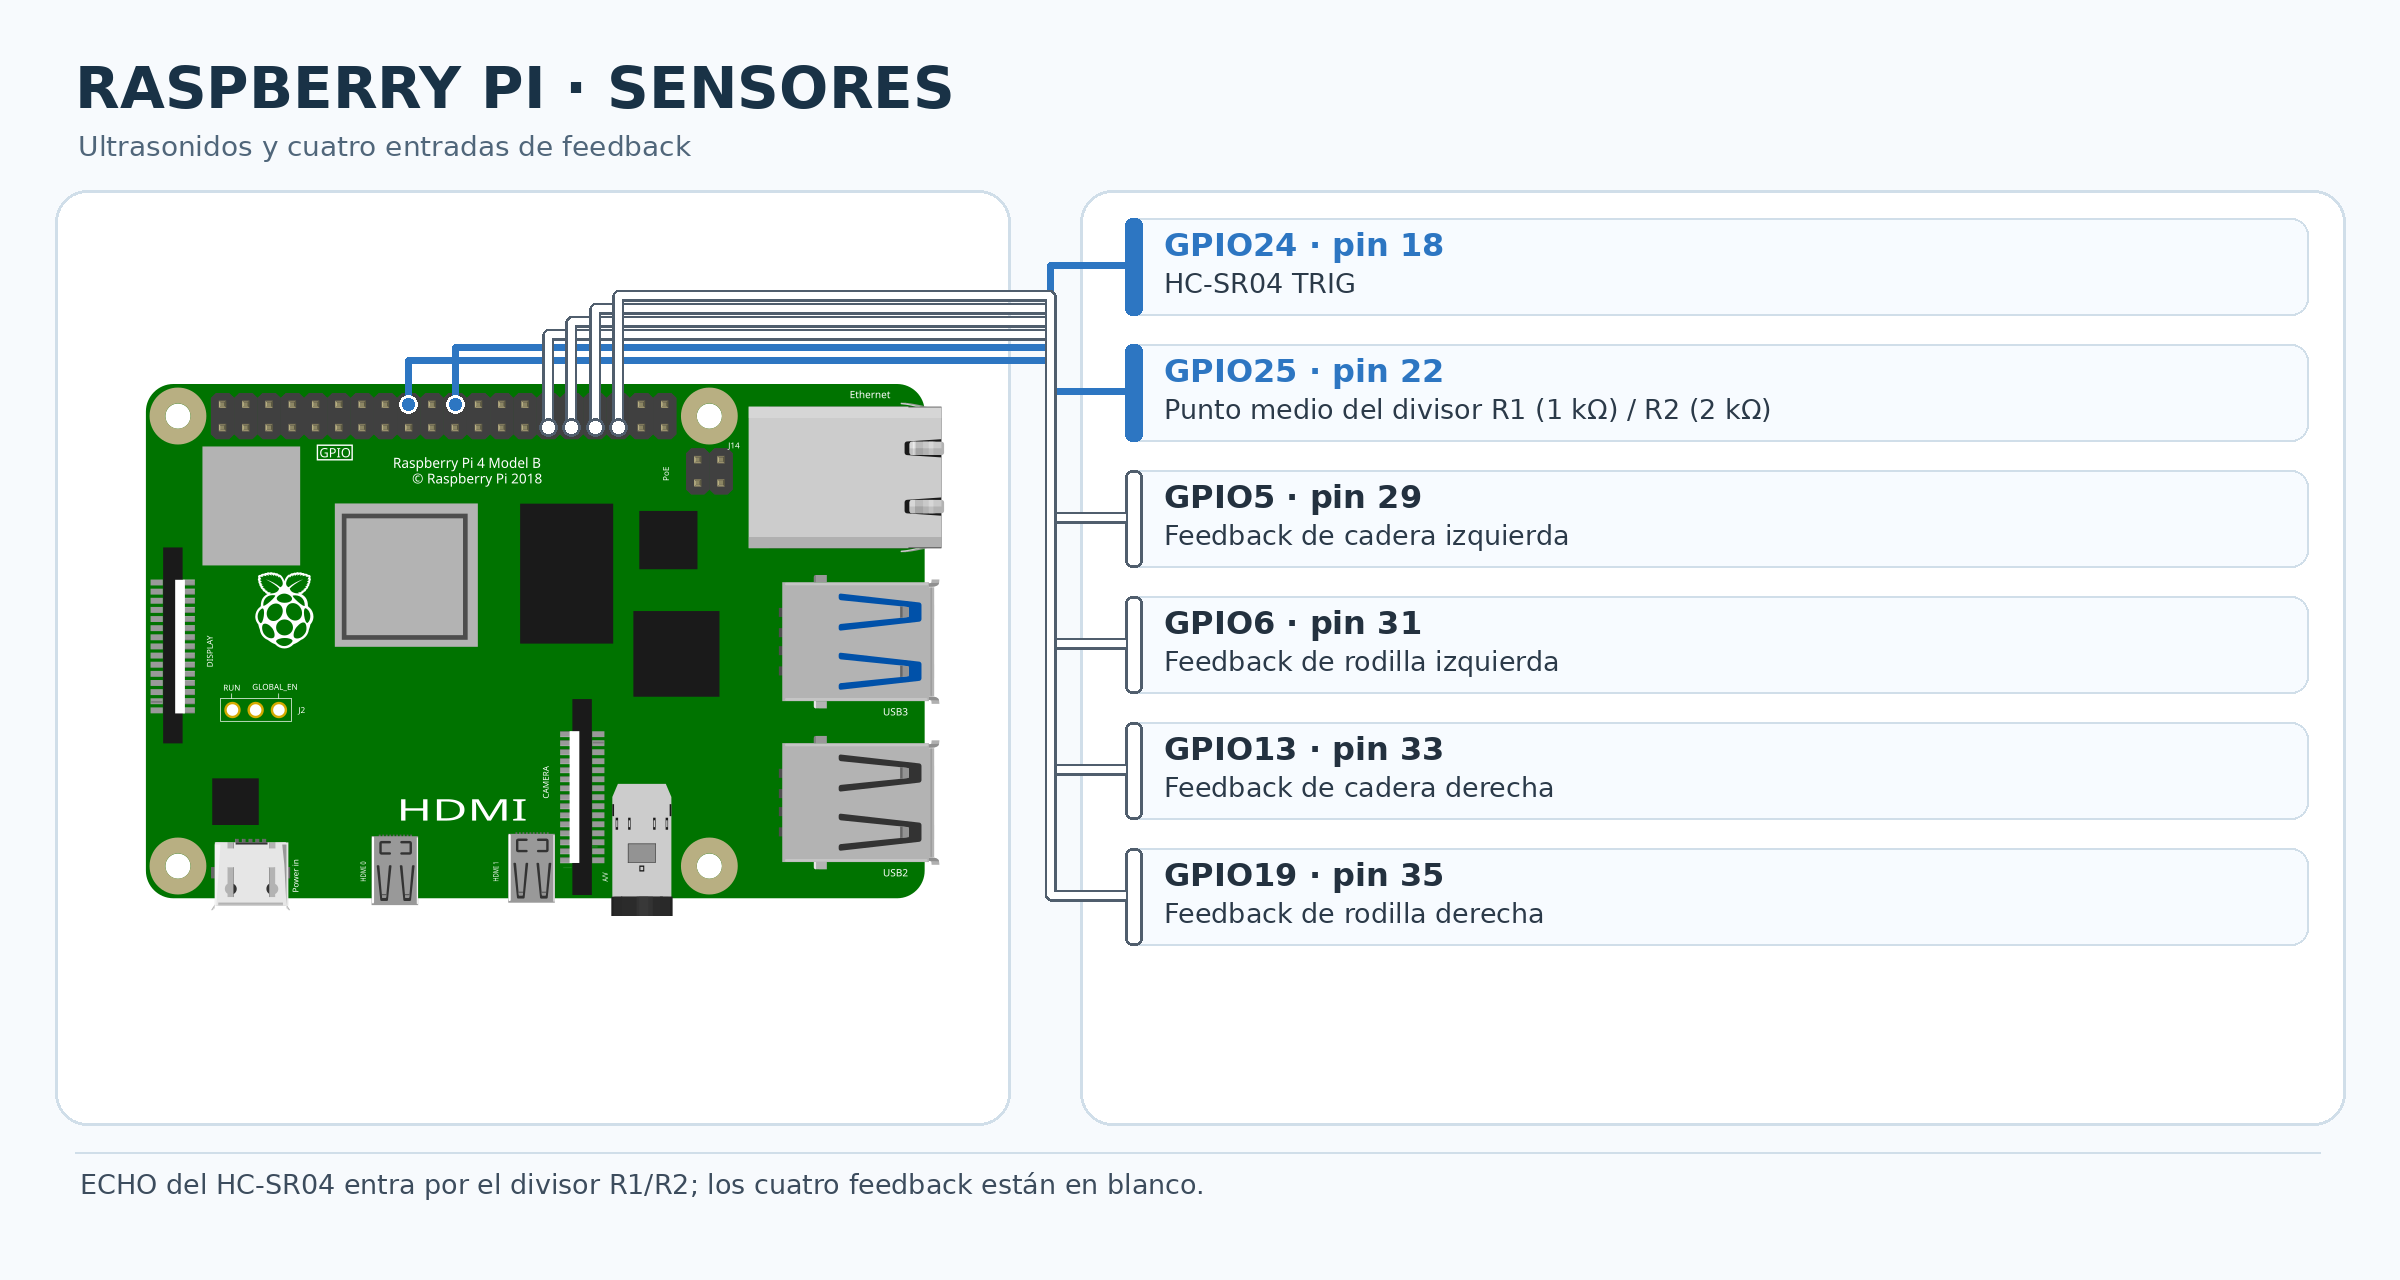 RASPBERRY PI · SENSORES
Ultrasonidos y cuatro entradas de feedback
GPIO24 · pin 18
HC-SR04 TRIG
GPIO25 · pin 22
Punto medio del divisor R1 (1 kΩ) / R2 (2 kΩ)
GPIO5 · pin 29
Feedback de cadera izquierda
GPIO6 · pin 31
Feedback de rodilla izquierda
GPIO13 · pin 33
Feedback de cadera derecha
GPIO19 · pin 35
Feedback de rodilla derecha
Ethernet
J14
GPIO
Raspberry Pi 4 Model B
© Raspberry Pi 2018
PoE
DISPLAY
RUN GLOBAL_EN
J2
USB3
CAMERA
HDMI
Power in
HDMI 0
HDMI 1
A/V
USB2
ECHO del HC-SR04 entra por el divisor R1/R2; los cuatro feedback están en blanco.